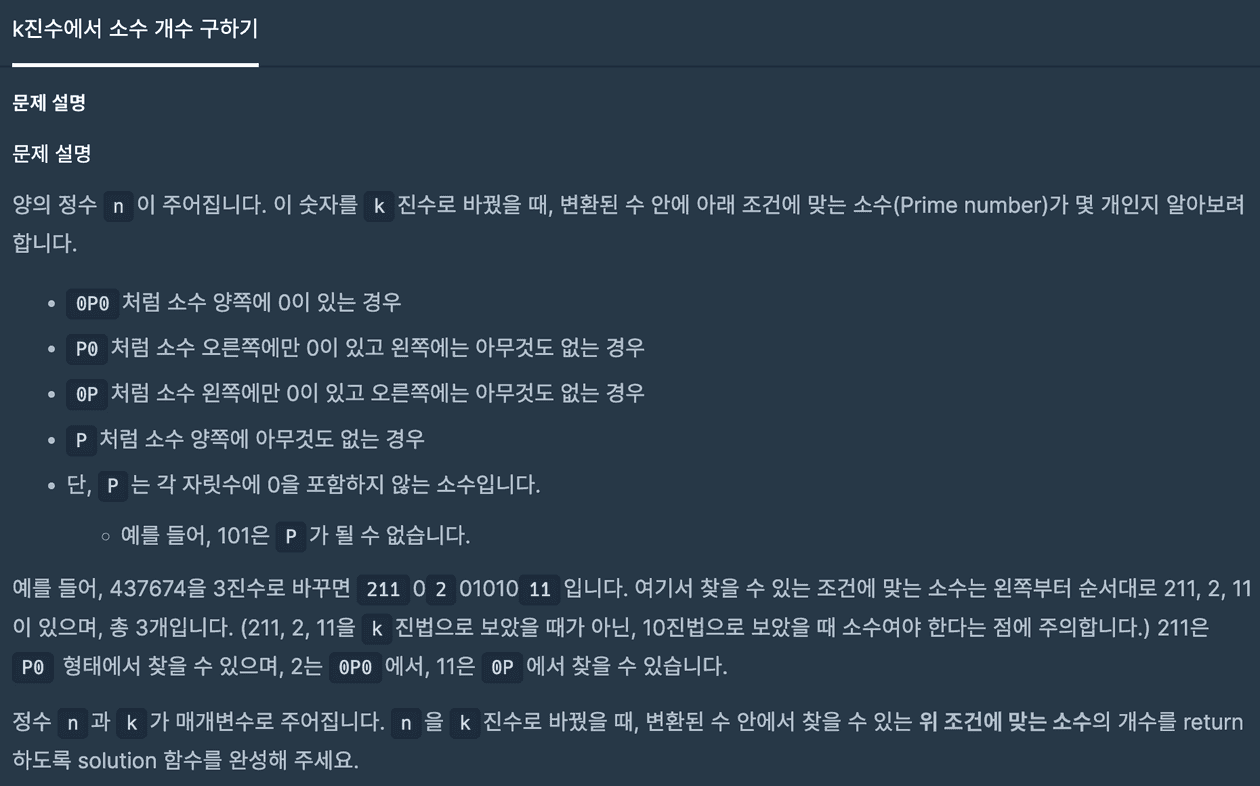 k진수에서 소수 개수 구하기
문제 설명
문제 설명
양의 정수 n 이 주어집니다. 이 숫자를 k 진수로 바꿨을 때, 변환된 수 안에 아래 조건에 맞는 소수(Prime number)가 몇 개인지 알아보려
합니다.
• 0P0 처럼 소수 양쪽에 0이 있는 경우
• P0 처럼 소수 오른쪽에만 0이 있고 왼쪽에는 아무것도 없는 경우
• 0P 처럼 소수 왼쪽에만 0이 있고 오른쪽에는 아무것도 없는 경우
• P 처럼 소수 양쪽에 아무것도 없는 경우
• 단, P 는 각 자릿수에 0을 포함하지 않는 소수입니다.
◦ 예를 들어, 101은 P 가 될 수 없습니다.
예를 들어, 437674을 3진수로 바꾸면 211 0 2 01010 11 입니다. 여기서 찾을 수 있는 조건에 맞는 소수는 왼쪽부터 순서대로 211, 2, 11
이 있으며, 총 3개입니다. (211, 2, 11을 k 진법으로 보았을 때가 아닌, 10진법으로 보았을 때 소수여야 한다는 점에 주의합니다.) 211은
P0 형태에서 찾을 수 있으며, 2는 0P0 에서, 11은 0P 에서 찾을 수 있습니다.
정수 n 과 k 가 매개변수로 주어집니다. n 을 k 진수로 바꿨을 때, 변환된 수 안에서 찾을 수 있는 위 조건에 맞는 소수의 개수를 return
하도록 solution 함수를 완성해 주세요.